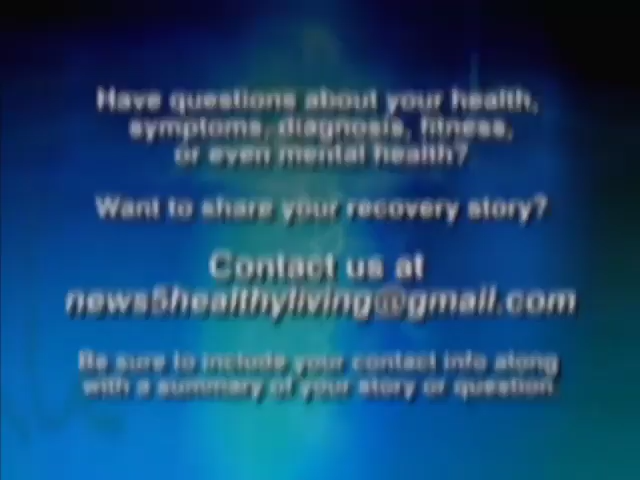 Have questions about your health,
symptoms, diagnosis, fitness,
or even mental health?
Want to share your recovery story?
Contact us at
news5healthyliving@gmail.com
Be sure to include your contact info along
with a summary of your story or question